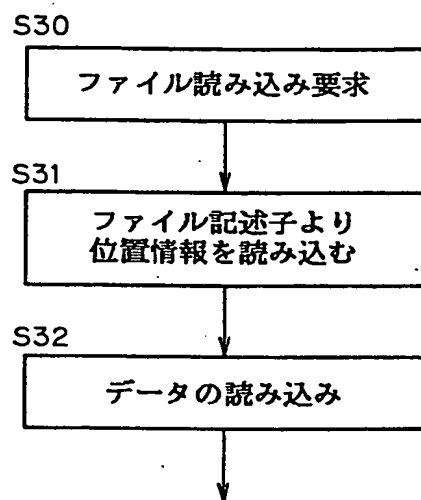 S30
ファイル読み込み要求
S31
ファイル記述子より
位置情報を読み込む
S32
データの読み込み